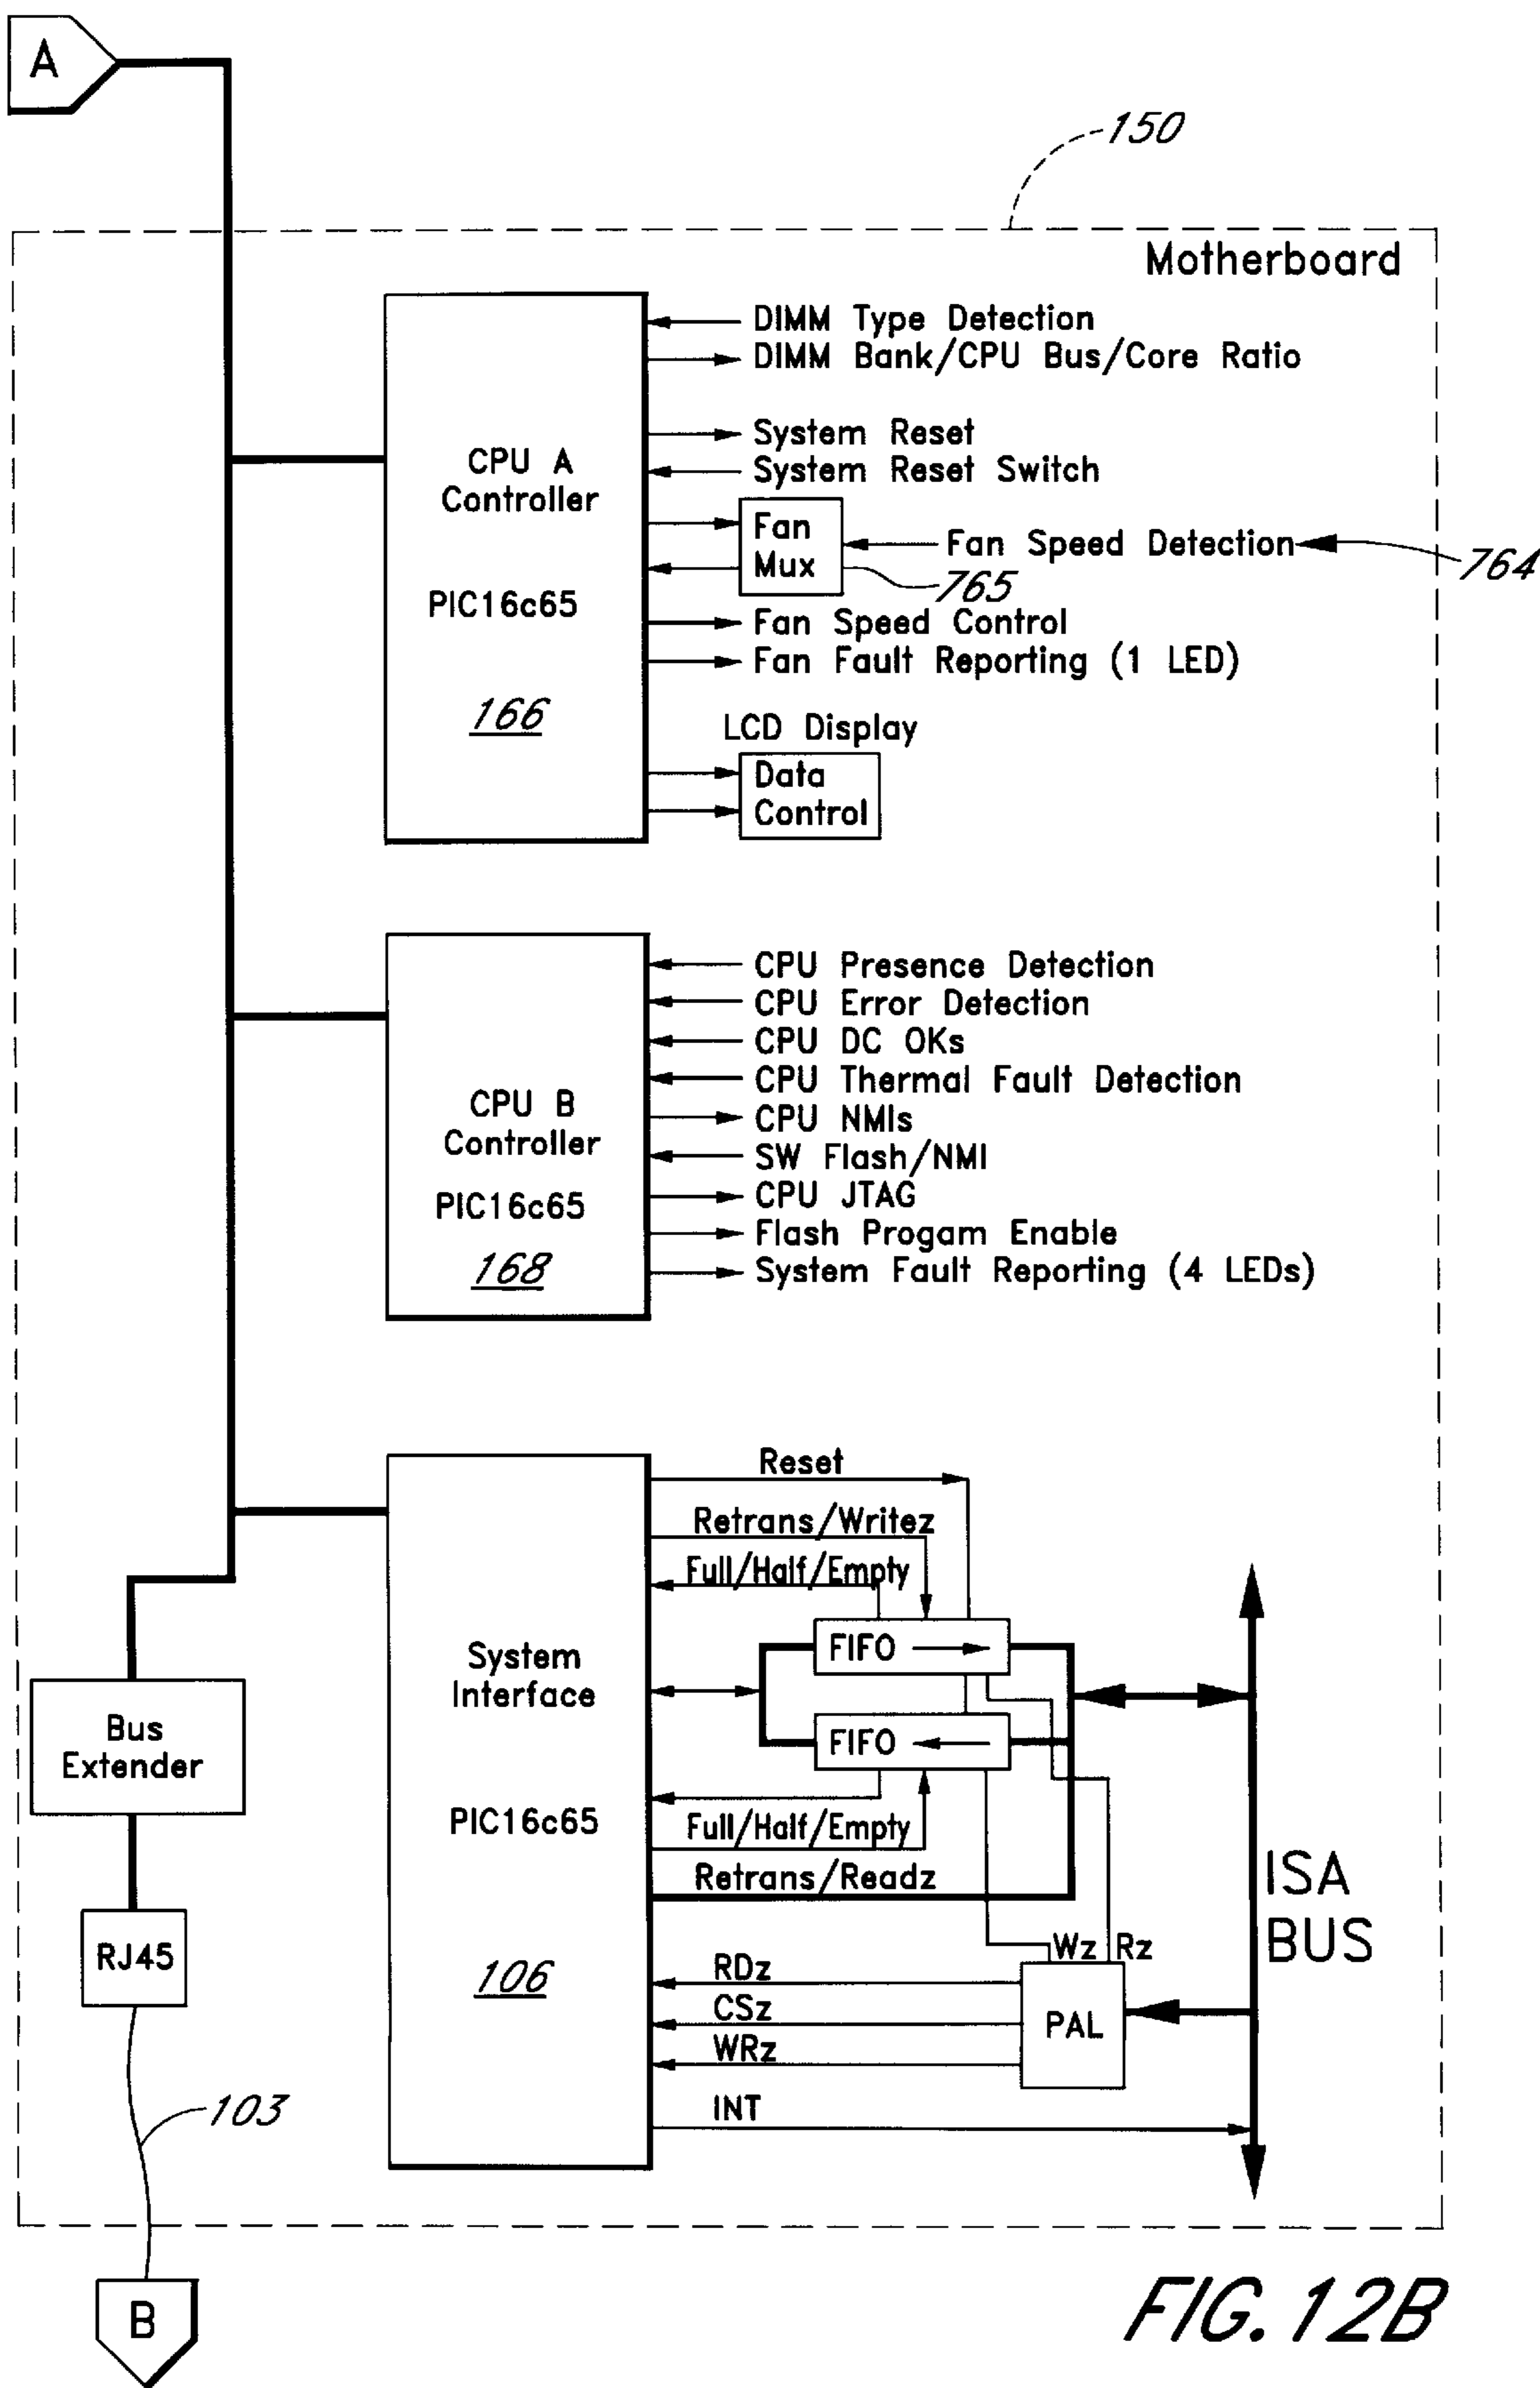 A
150
Motherboard
DIMM Type Detection
DIMM Bank/CPU Bus/Core Ratio
System Reset
System Reset Switch
CPU A
Controller
PIC16c65
166
Fan
Mux
765
Fan Speed Detection
764
Fan Speed Control
Fan Fault Reporting (1 LED)
LCD Display
Data
Control
CPU Presence Detection
CPU Error Detection
CPU DC OKs
CPU Thermal Fault Detection
CPU NMIs
SW Flash/NMI
CPU JTAG
Flash Progam Enable
System Fault Reporting (4 LEDs)
CPU B
Controller
PIC16c65
168
Reset
Retrans/Writez
Full/Half/Empty
FIFO
System
Interface
PIC16c65
106
FIFO
Full/Half/Empty
Retrans/Readz
Bus
Extender
RJ45
ISA
BUS
Wz Rz
RDz
CSz
WRz
PAL
INT
103
B
FIG. 12B